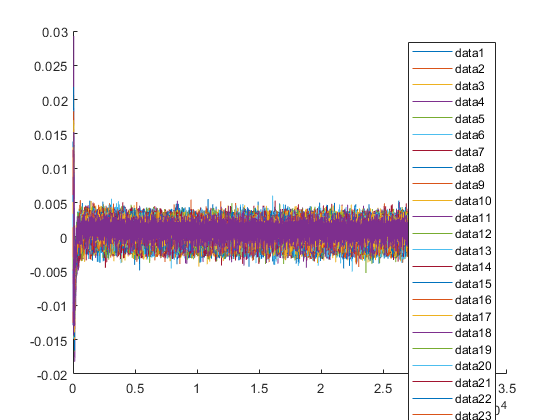 0.03
0.025
0.02
0.015
0.01
0.005
0
-0.005
-0.01
-0.015
-0.02
0
0.5
1
1.5
2
2.5
3.5
data1
data2
data3
data4
data5
data6
data7
data8
data9
data10
data11
data12
data13
data14
data15
data16
data17
data18
data19
data20
data21
data22
data23